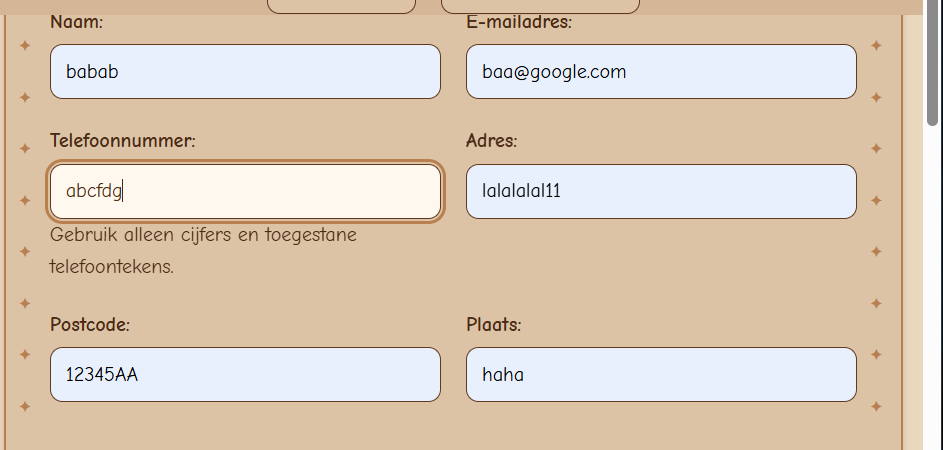 Naam:
E-mailadres:
babab
baa@google.com
Telefoonnummer:
Adres:
abcfdg
lalalalal11
Gebruik alleen cijfers en toegestane
telefoontekens.
Postcode:
Plaats:
12345AA
haha